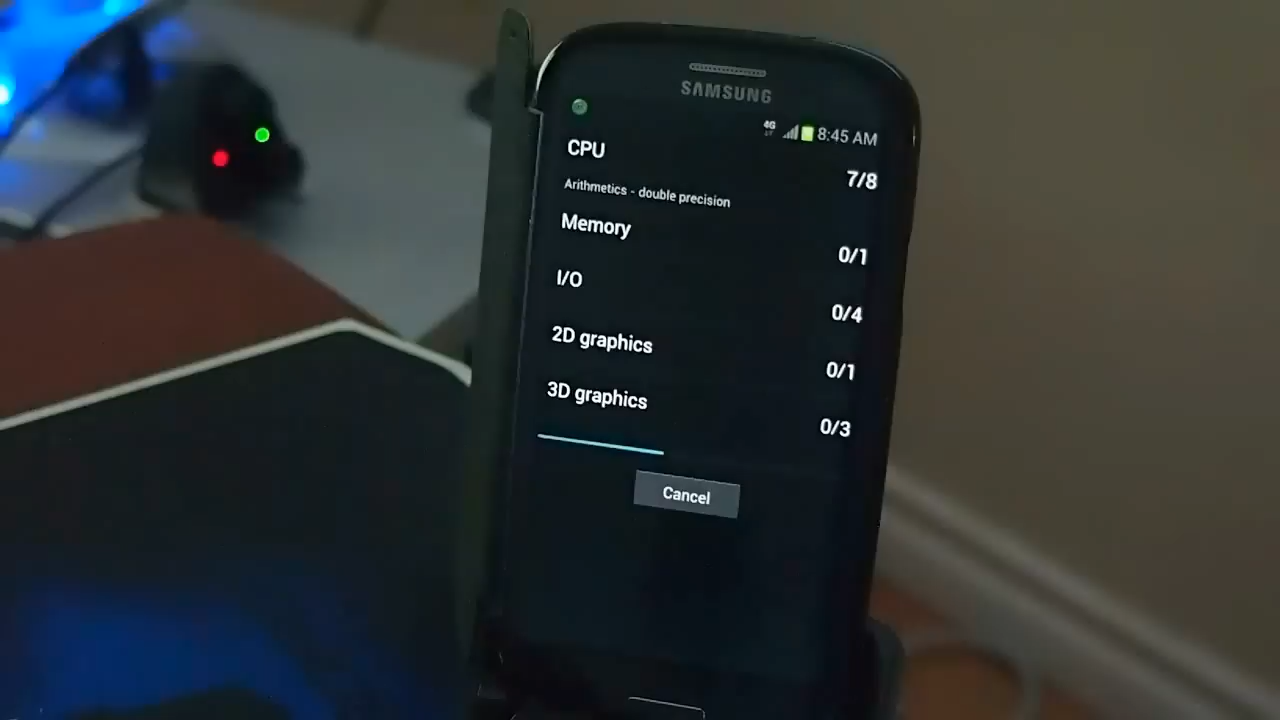 SAMSUNG
4G 8:45 AM
CPU 7/8
Arithmetics - double precision
Memory 0/1
I/O 0/4
2D graphics 0/1
3D graphics 0/3
Cancel